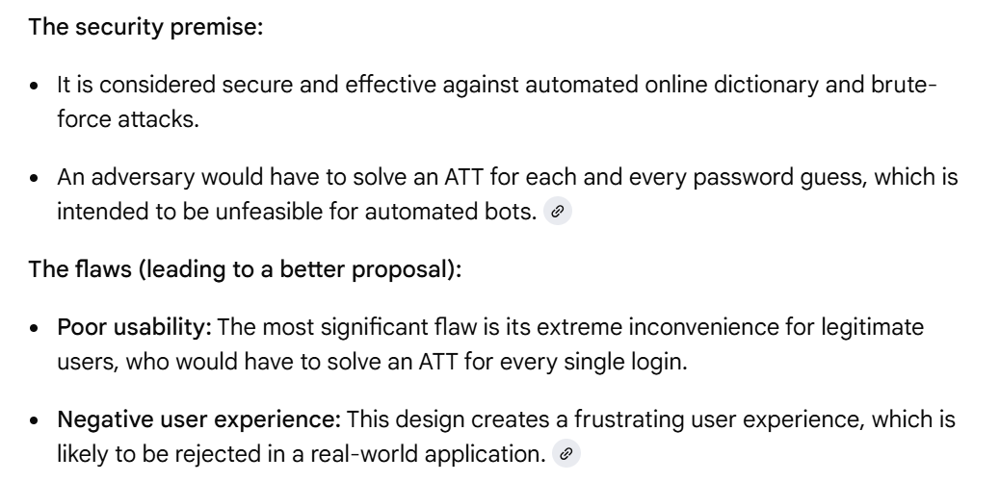 The security premise:
• It is considered secure and effective against automated online dictionary and brute-
force attacks.
• An adversary would have to solve an ATT for each and every password guess, which is
intended to be unfeasible for automated bots.
The flaws (leading to a better proposal):
• Poor usability: The most significant flaw is its extreme inconvenience for legitimate
users, who would have to solve an ATT for every single login.
• Negative user experience: This design creates a frustrating user experience, which is
likely to be rejected in a real-world application.